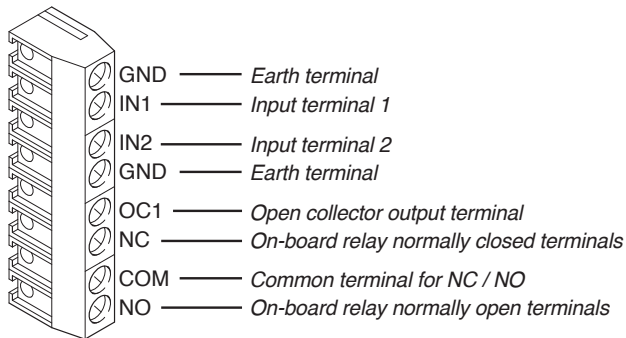 GND Earth terminal
IN1 Input terminal 1
IN2 Input terminal 2
GND Earth terminal
OC1 Open collector output terminal
NC On-board relay normally closed terminals
COM Common terminal for NC / NO
NO On-board relay normally open terminals